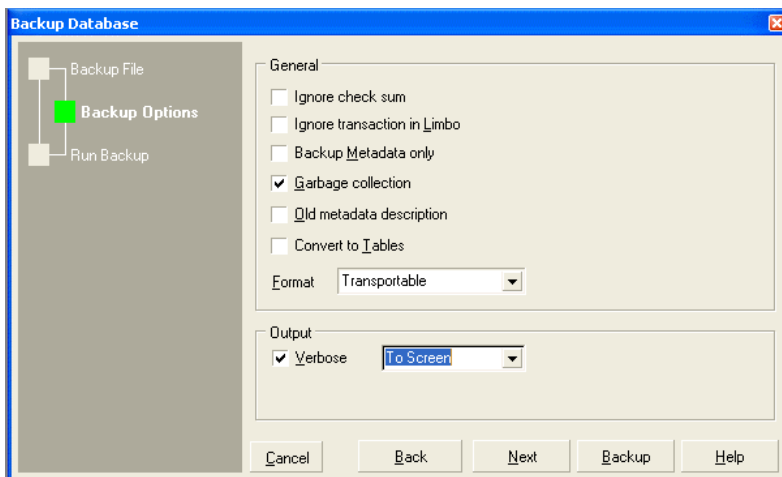 Backup Database
Backup File
Backup Options
Run Backup
General
Ignore check sum
Ignore transaction in Limbo
Backup Metadata only
Garbage collection
Old metadata description
Convert to Tables
Format Transportable
Output
Verbose To Screen
Cancel Back Next Backup Help